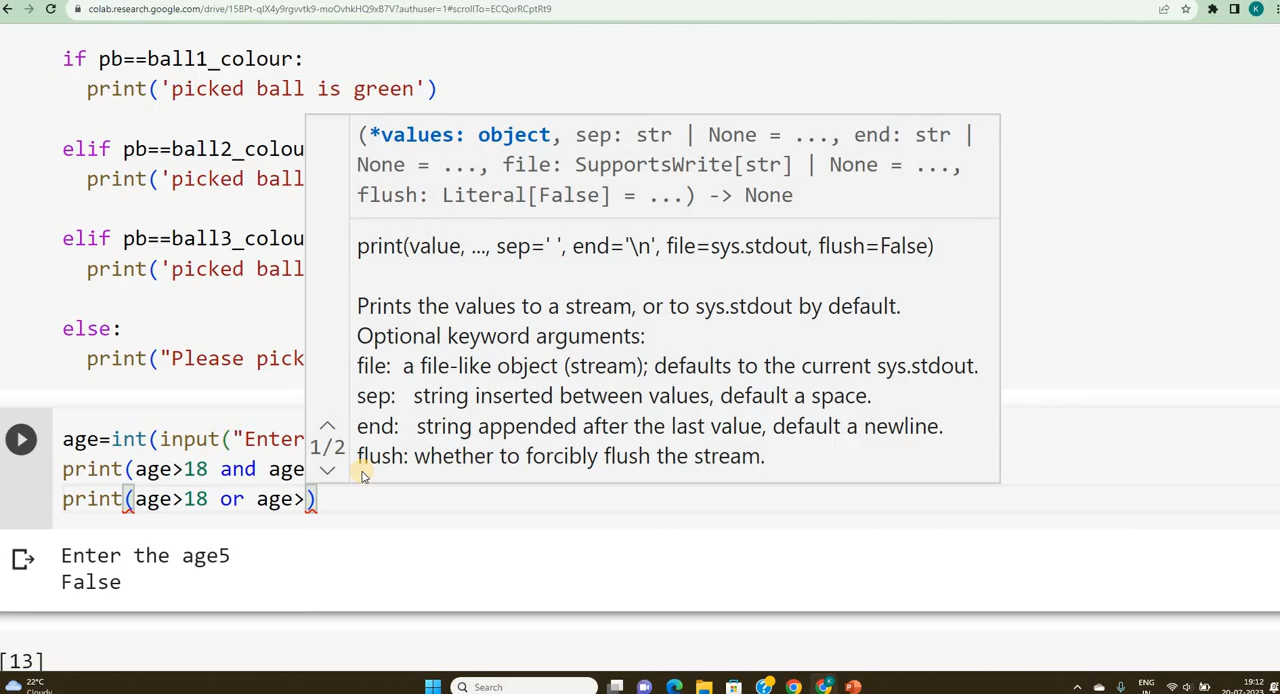 colab.research.google.com/drive/15BPt-qIX4y9rgvvtk9-moOvhkHQ9xB7V?authuser=1#scrollTo=ECQorRCptRt9
K
if pb==ball1_colour:
print('picked ball is green')
(*values: object, sep: str | None = ..., end: str |
elif pb==ball2_colou
None = ..., file: SupportsWrite[str] | None = ...,
print('picked ball
flush: Literal[False] = ...) -> None
elif pb==ball3_colou
print(value, ..., sep=' ', end='\n', file=sys.stdout, flush=False)
print('picked ball
Prints the values to a stream, or to sys.stdout by default.
else:
Optional keyword arguments:
print("Please pick
file: a file-like object (stream); defaults to the current sys.stdout.
sep: string inserted between values, default a space.
end: string appended after the last value, default a newline.
age=int(input("Enter
1/2
flush: whether to forcibly flush the stream.
print(age>18 and age
print(age>18 or age>)
Enter the age5
False
[13]
22°C
Cloudy
Search
ENG
IN
19:12
20-07-2023